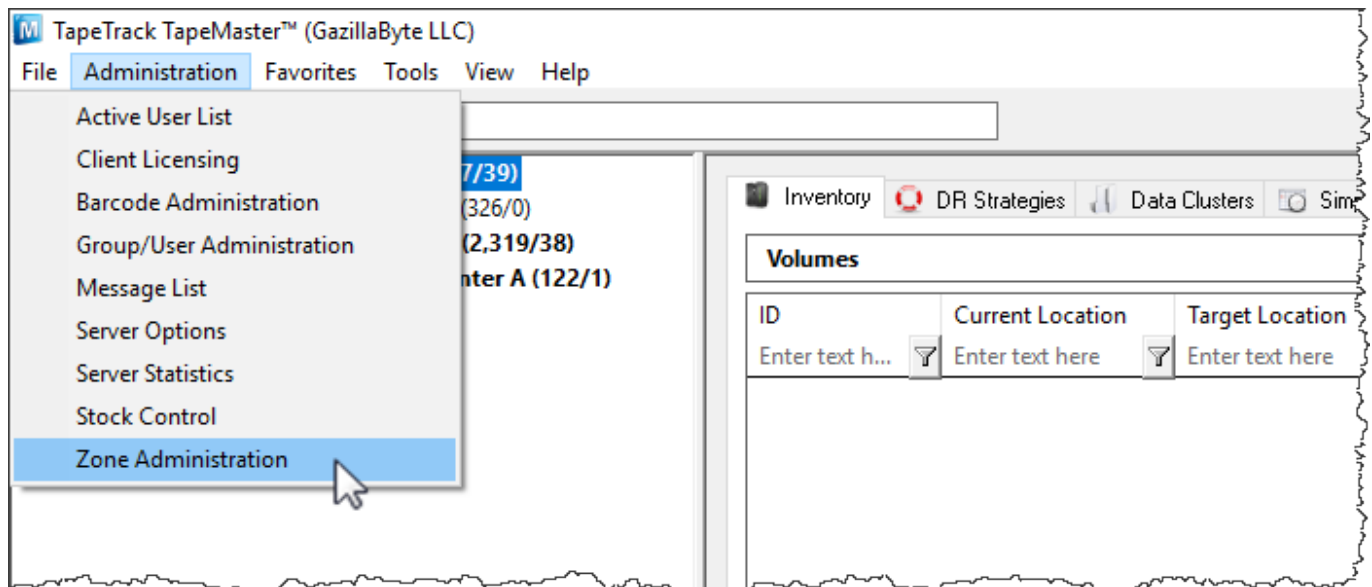 TapeTrack TapeMaster™ (GazillaByte LLC)
File Administration Favorites Tools View Help
Active User List
Client Licensing
Barcode Administration
Group/User Administration
Message List
Server Options
Server Statistics
Stock Control
Zone Administration
7/39)
(326/0)
(2,319/38)
nter A (122/1)
Inventory DR Strategies Data Clusters Sim
Volumes
ID Current Location Target Location
Enter text h... Enter text here Enter text here